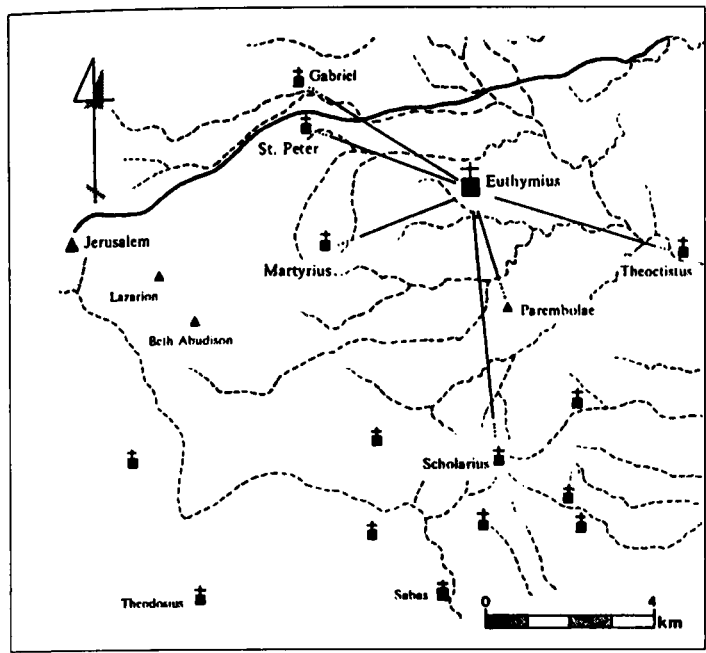 Gabriel
St. Peter
Euthymius
Jerusalem
Martyrius
Theoctistus
Lazarion
Parembolae
Beth Abudison
Scholarius
Theodosius
Sabas
0 4
km